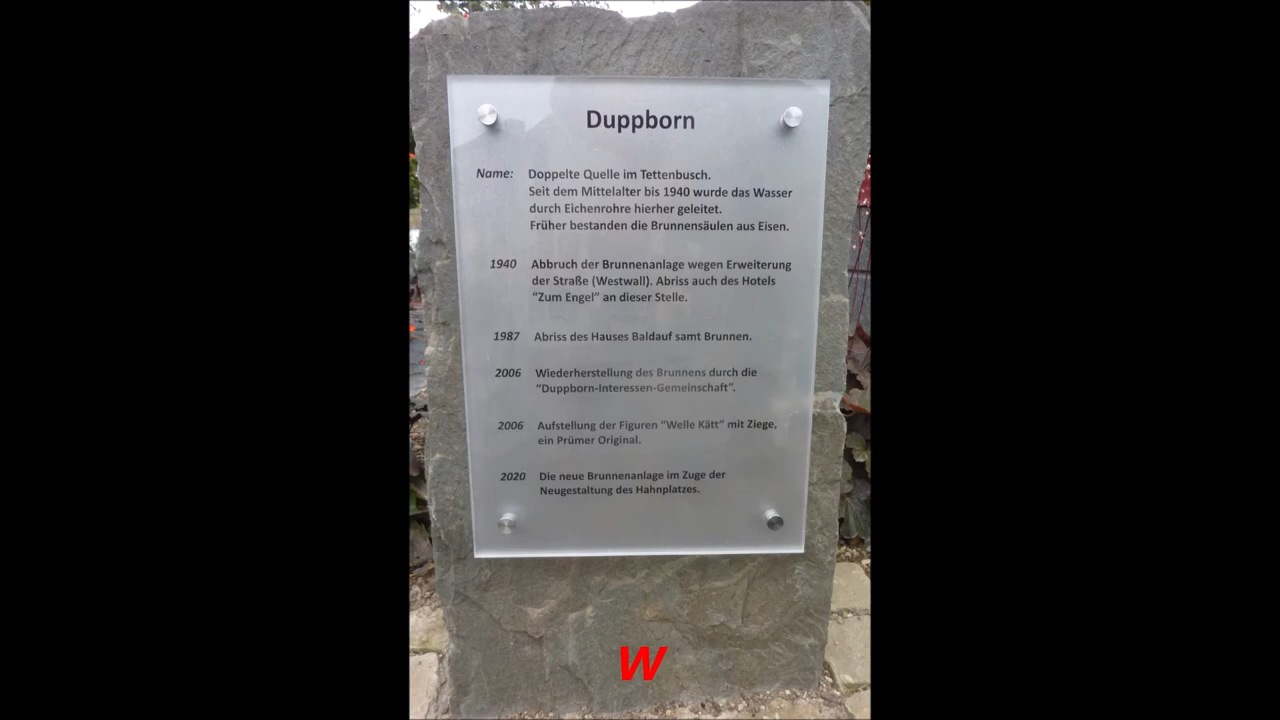 Duppborn
Name: Doppelte Quelle im Tettenbusch.
Seit dem Mittelalter bis 1940 wurde das Wasser
durch Eichenrohre hierher geleitet.
Früher bestanden die Brunnensäulen aus Eisen.
1940 Abbruch der Brunnenanlage wegen Erweiterung
der Straße (Westwall). Abriss auch des Hotels
“Zum Engel” an dieser Stelle.
1987 Abriss des Hauses Baldauf samt Brunnen.
2006 Wiederherstellung des Brunnens durch die
“Duppborn-Interessen-Gemeinschaft”.
2006 Aufstellung der Figuren “Welle Kätt” mit Ziege,
ein Prümer Original.
2020 Die neue Brunnenanlage im Zuge der
Neugestaltung des Hahnplatzes.
W